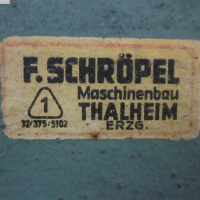 F. SCHRÖPEL
Maschinenbau
THALHEIM
ERZG.
1
32/375/5102